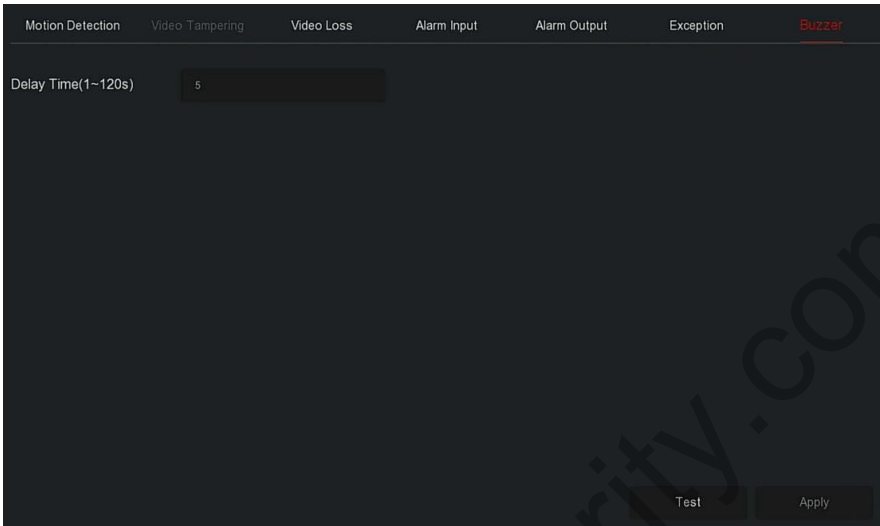 Motion Detection Video Tampering Video Loss Alarm Input Alarm Output Exception Buzzer
Delay Time(1~120s) 5
Test Apply